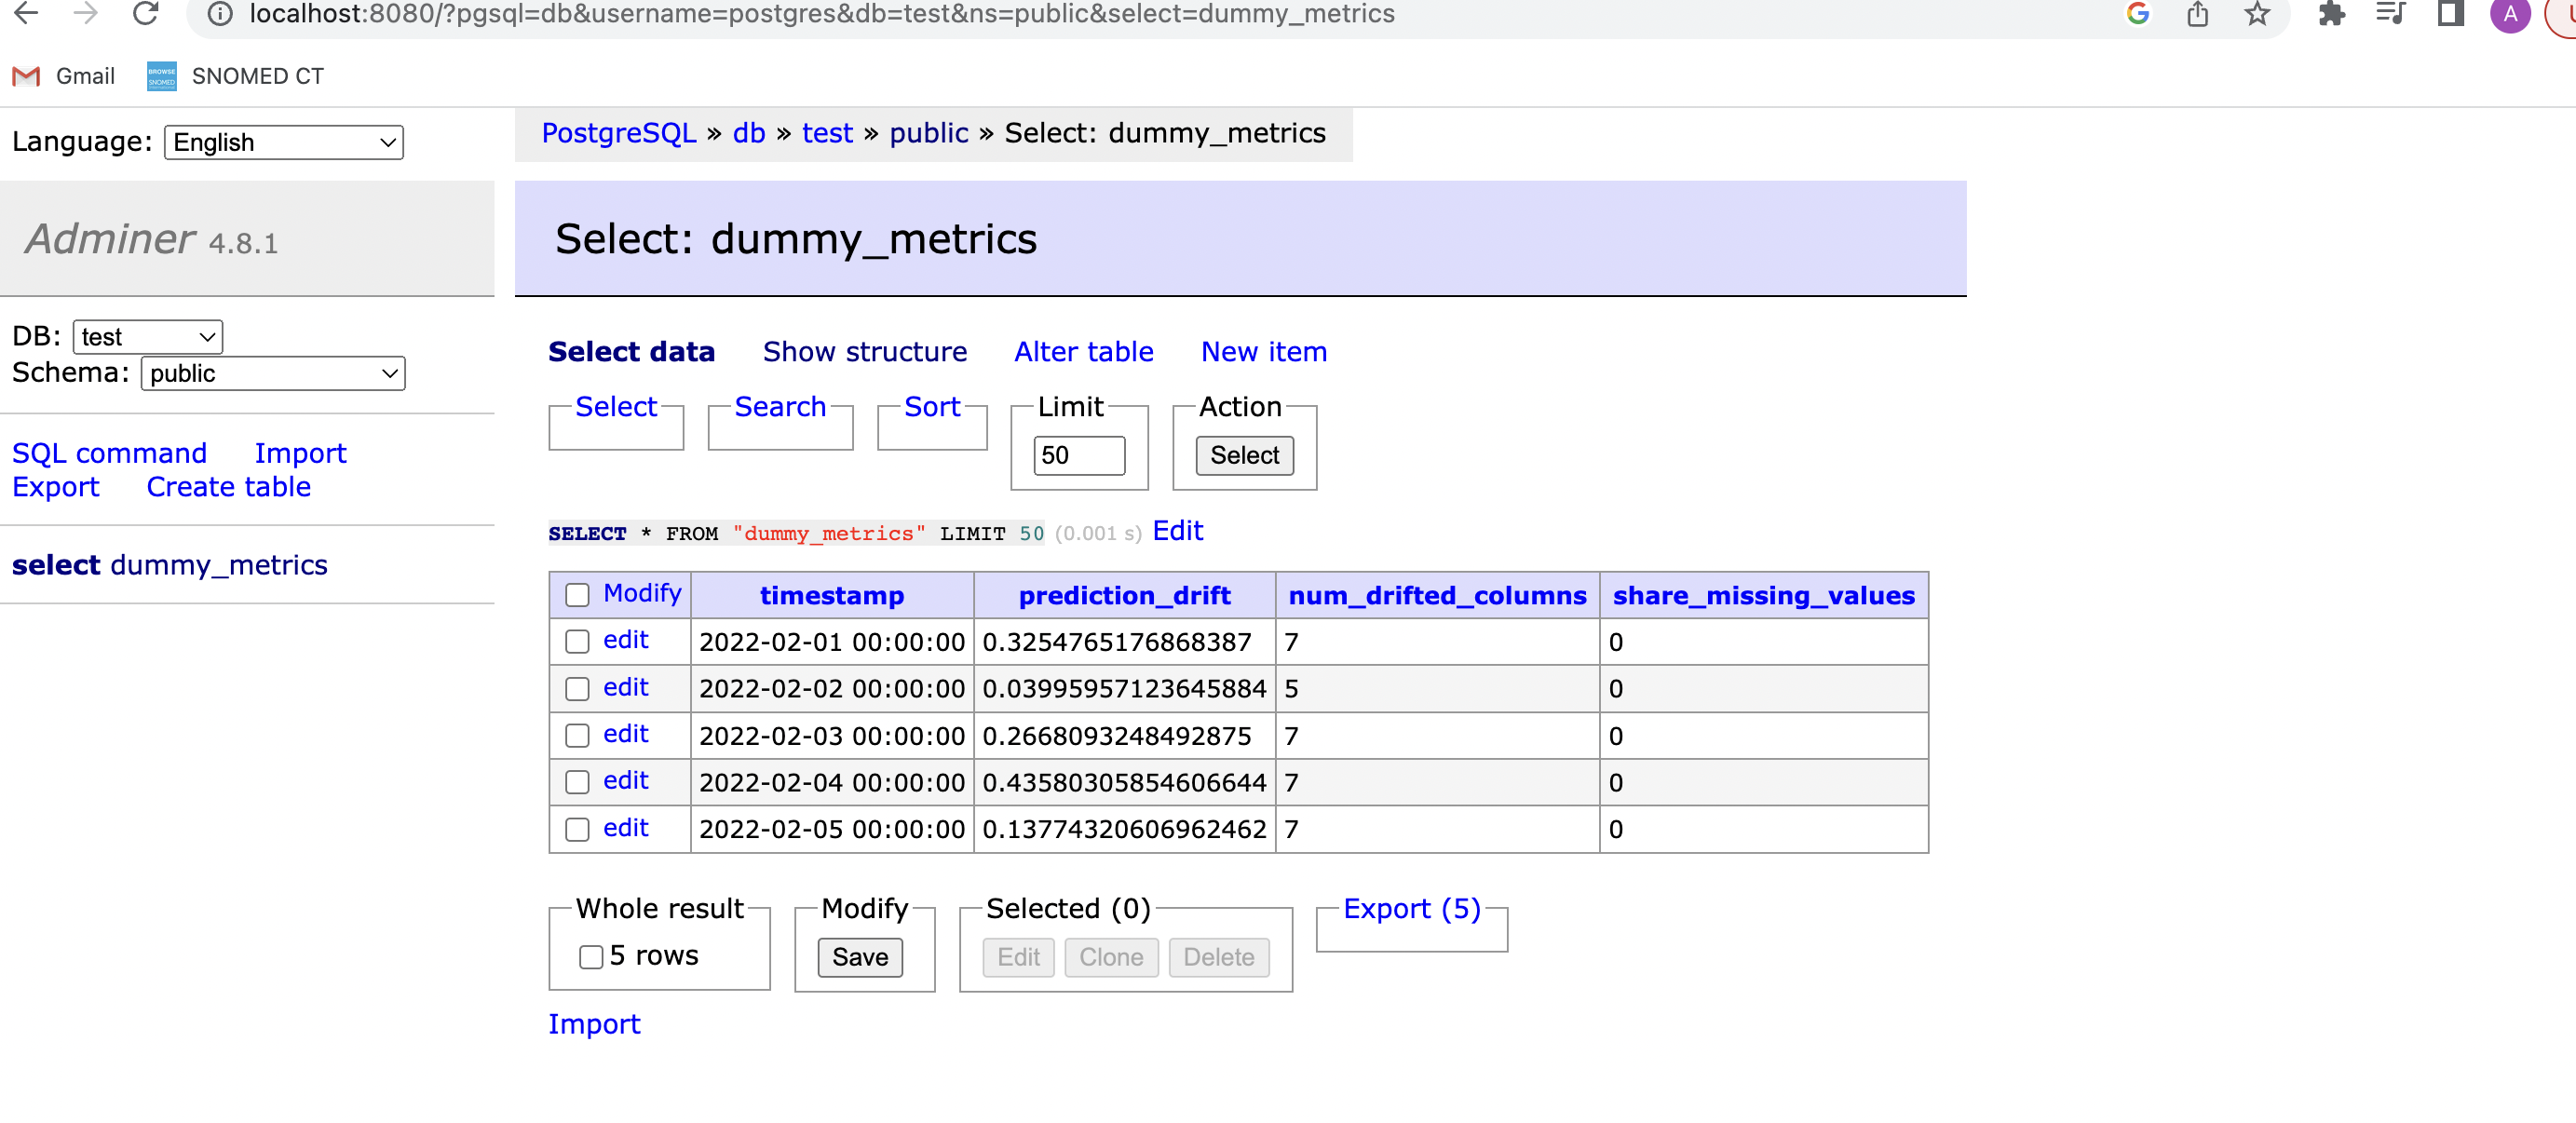 localhost:8080/?pgsql=db&username=postgres&db=test&ns=public&select=dummy_metrics
A
Gmail
BROWSE SNOMED
SNOMED CT
Language: English
PostgreSQL » db » test » public » Select: dummy_metrics
Adminer 4.8.1
Select: dummy_metrics
DB: test
Schema: public
SQL command Import
Export Create table
select dummy_metrics
Select data Show structure Alter table New item
Select Search Sort Limit Action
50 Select
SELECT * FROM "dummy_metrics" LIMIT 50 (0.001 s) Edit
Modify timestamp prediction_drift num_drifted_columns share_missing_values
edit 2022-02-01 00:00:00 0.3254765176868387 7 0
edit 2022-02-02 00:00:00 0.03995957123645884 5 0
edit 2022-02-03 00:00:00 0.2668093248492875 7 0
edit 2022-02-04 00:00:00 0.43580305854606644 7 0
edit 2022-02-05 00:00:00 0.13774320606962462 7 0
Whole result Modify Selected (0) Export (5)
5 rows Save Edit Clone Delete
Import